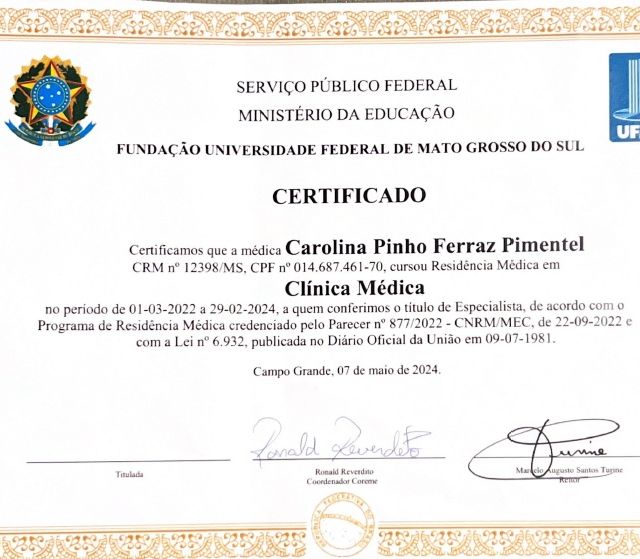 SERVIÇO PÚBLICO FEDERAL
MINISTÉRIO DA EDUCAÇÃO
FUNDAÇÃO UNIVERSIDADE FEDERAL DE MATO GROSSO DO SUL
CERTIFICADO
Certificamos que a médica Carolina Pinho Ferraz Pimentel
CRM nº 12398/MS, CPF nº 014.687.461-70, cursou Residência Médica em
Clínica Médica
no período de 01-03-2022 a 29-02-2024, a quem conferimos o título de Especialista, de acordo com o
Programa de Residência Médica credenciado pelo Parecer nº 877/2022 - CNRM/MEC, de 22-09-2022 e
com a Lei nº 6.932, publicada no Diário Oficial da União em 09-07-1981.
Campo Grande, 07 de maio de 2024.
Ronald Reverdito
Turine
Titulada
Ronald Reverdito
Coordenador Coreme
Marcelo Augusto Santos Turine
Reitor